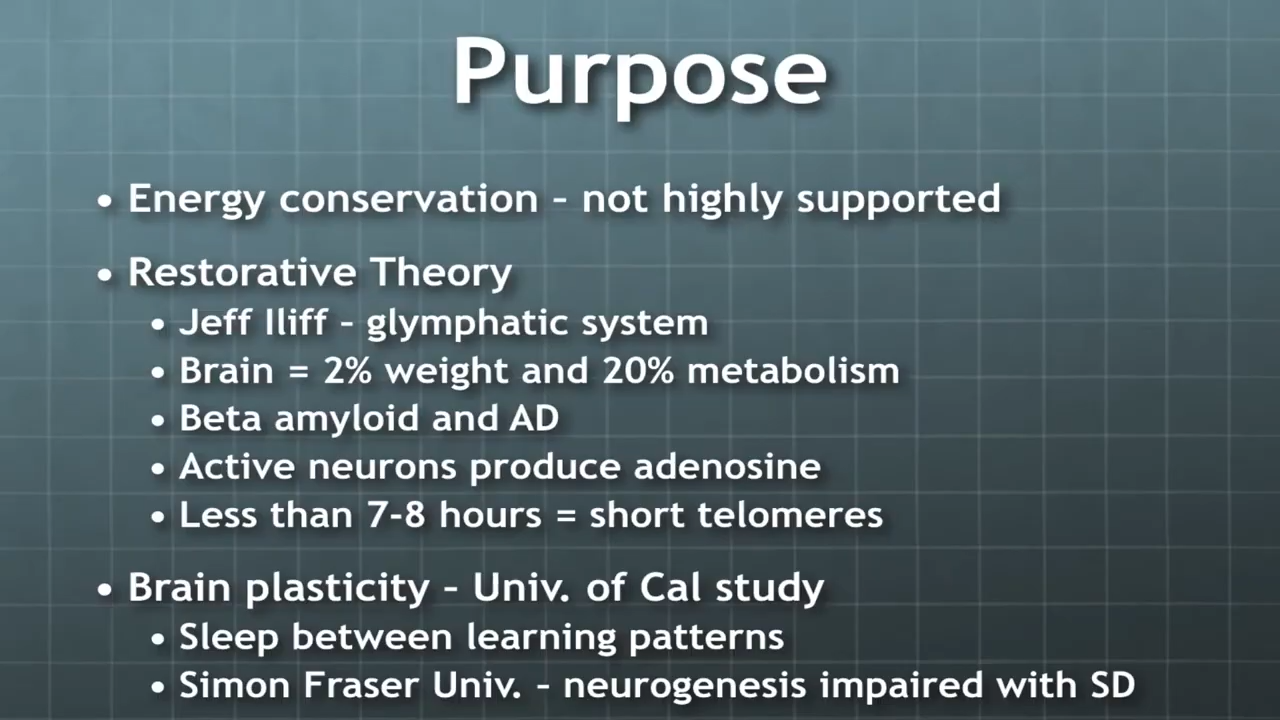 Purpose
• Energy conservation – not highly supported
• Restorative Theory
• Jeff Iliff – glymphatic system
• Brain = 2% weight and 20% metabolism
• Beta amyloid and AD
• Active neurons produce adenosine
• Less than 7-8 hours = short telomeres
• Brain plasticity – Univ. of Cal study
• Sleep between learning patterns
• Simon Fraser Univ. – neurogenesis impaired with SD